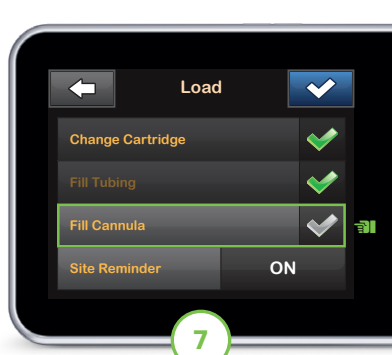 Load
Change Cartridge
Fill Tubing
Fill Cannula
Site Reminder ON
7